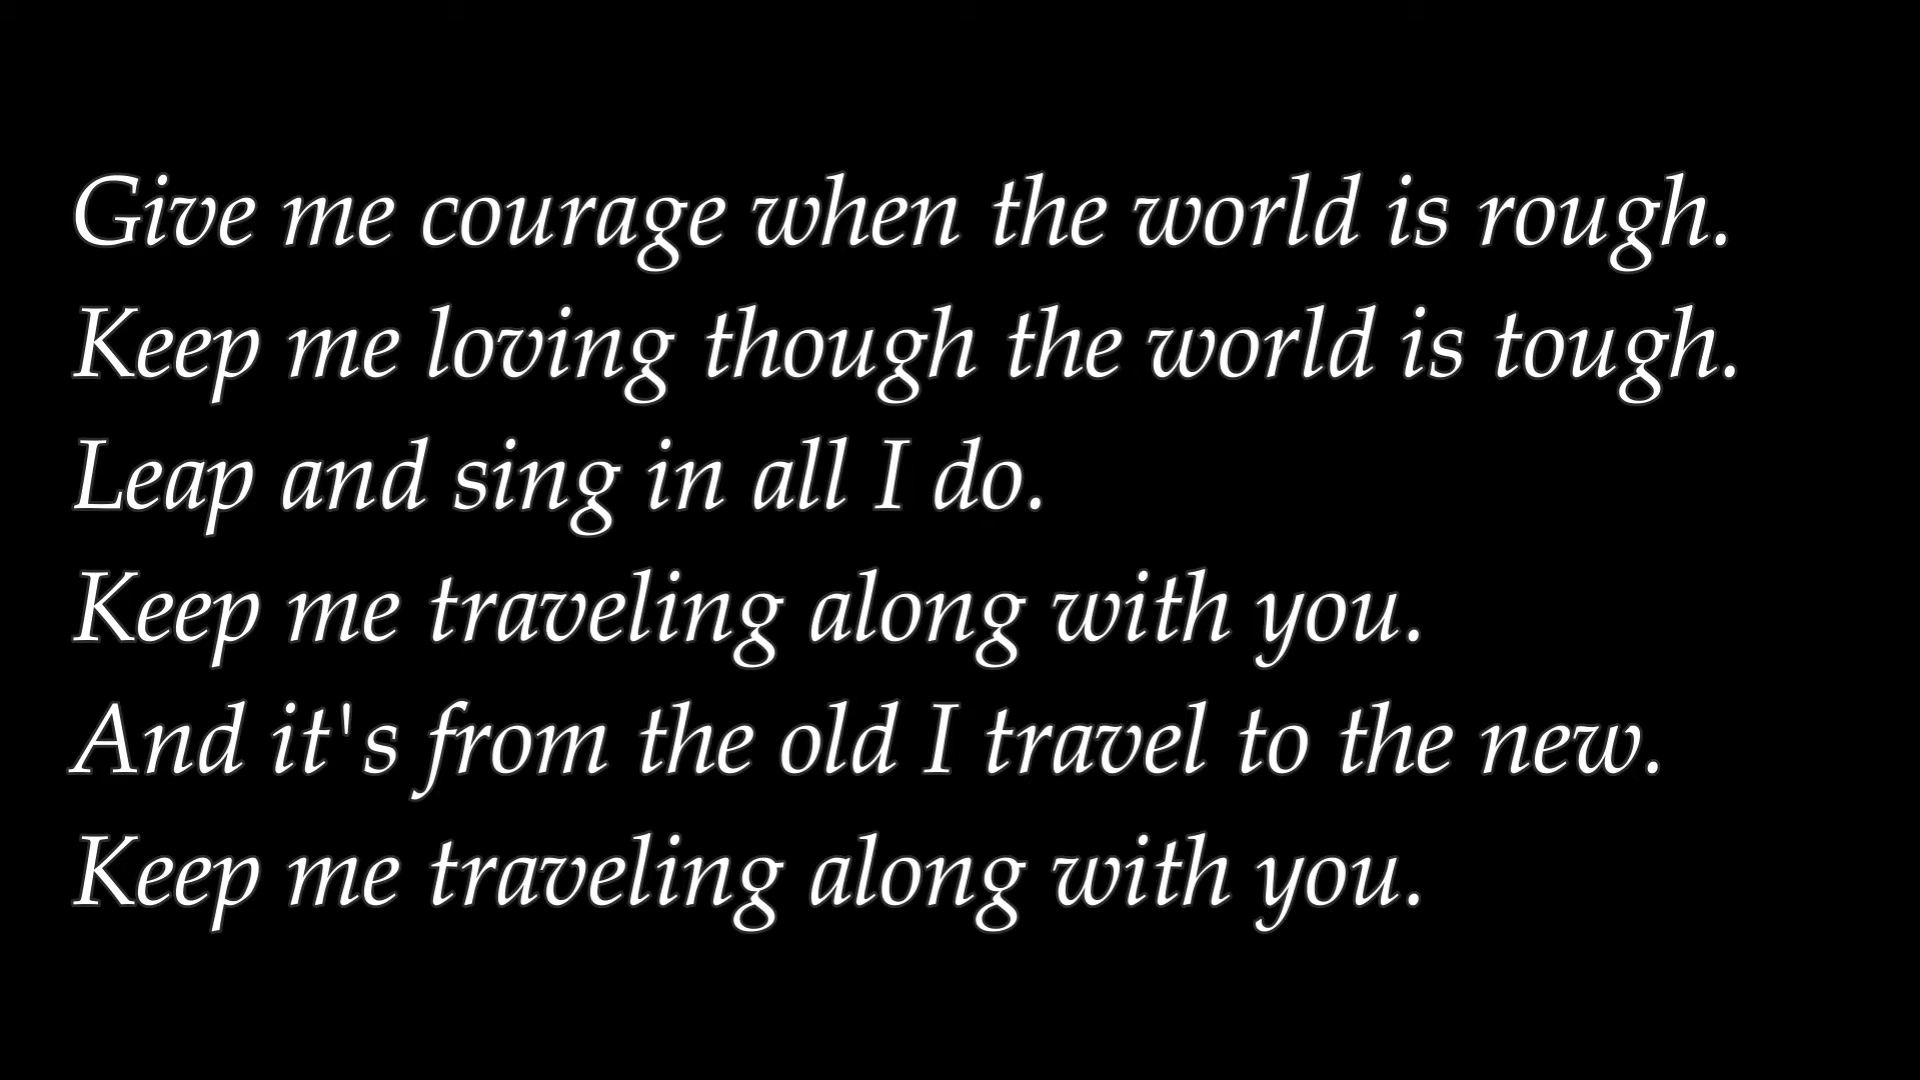 Give me courage when the world is rough.
Keep me loving though the world is tough.
Leap and sing in all I do.
Keep me traveling along with you.
And it's from the old I travel to the new.
Keep me traveling along with you.